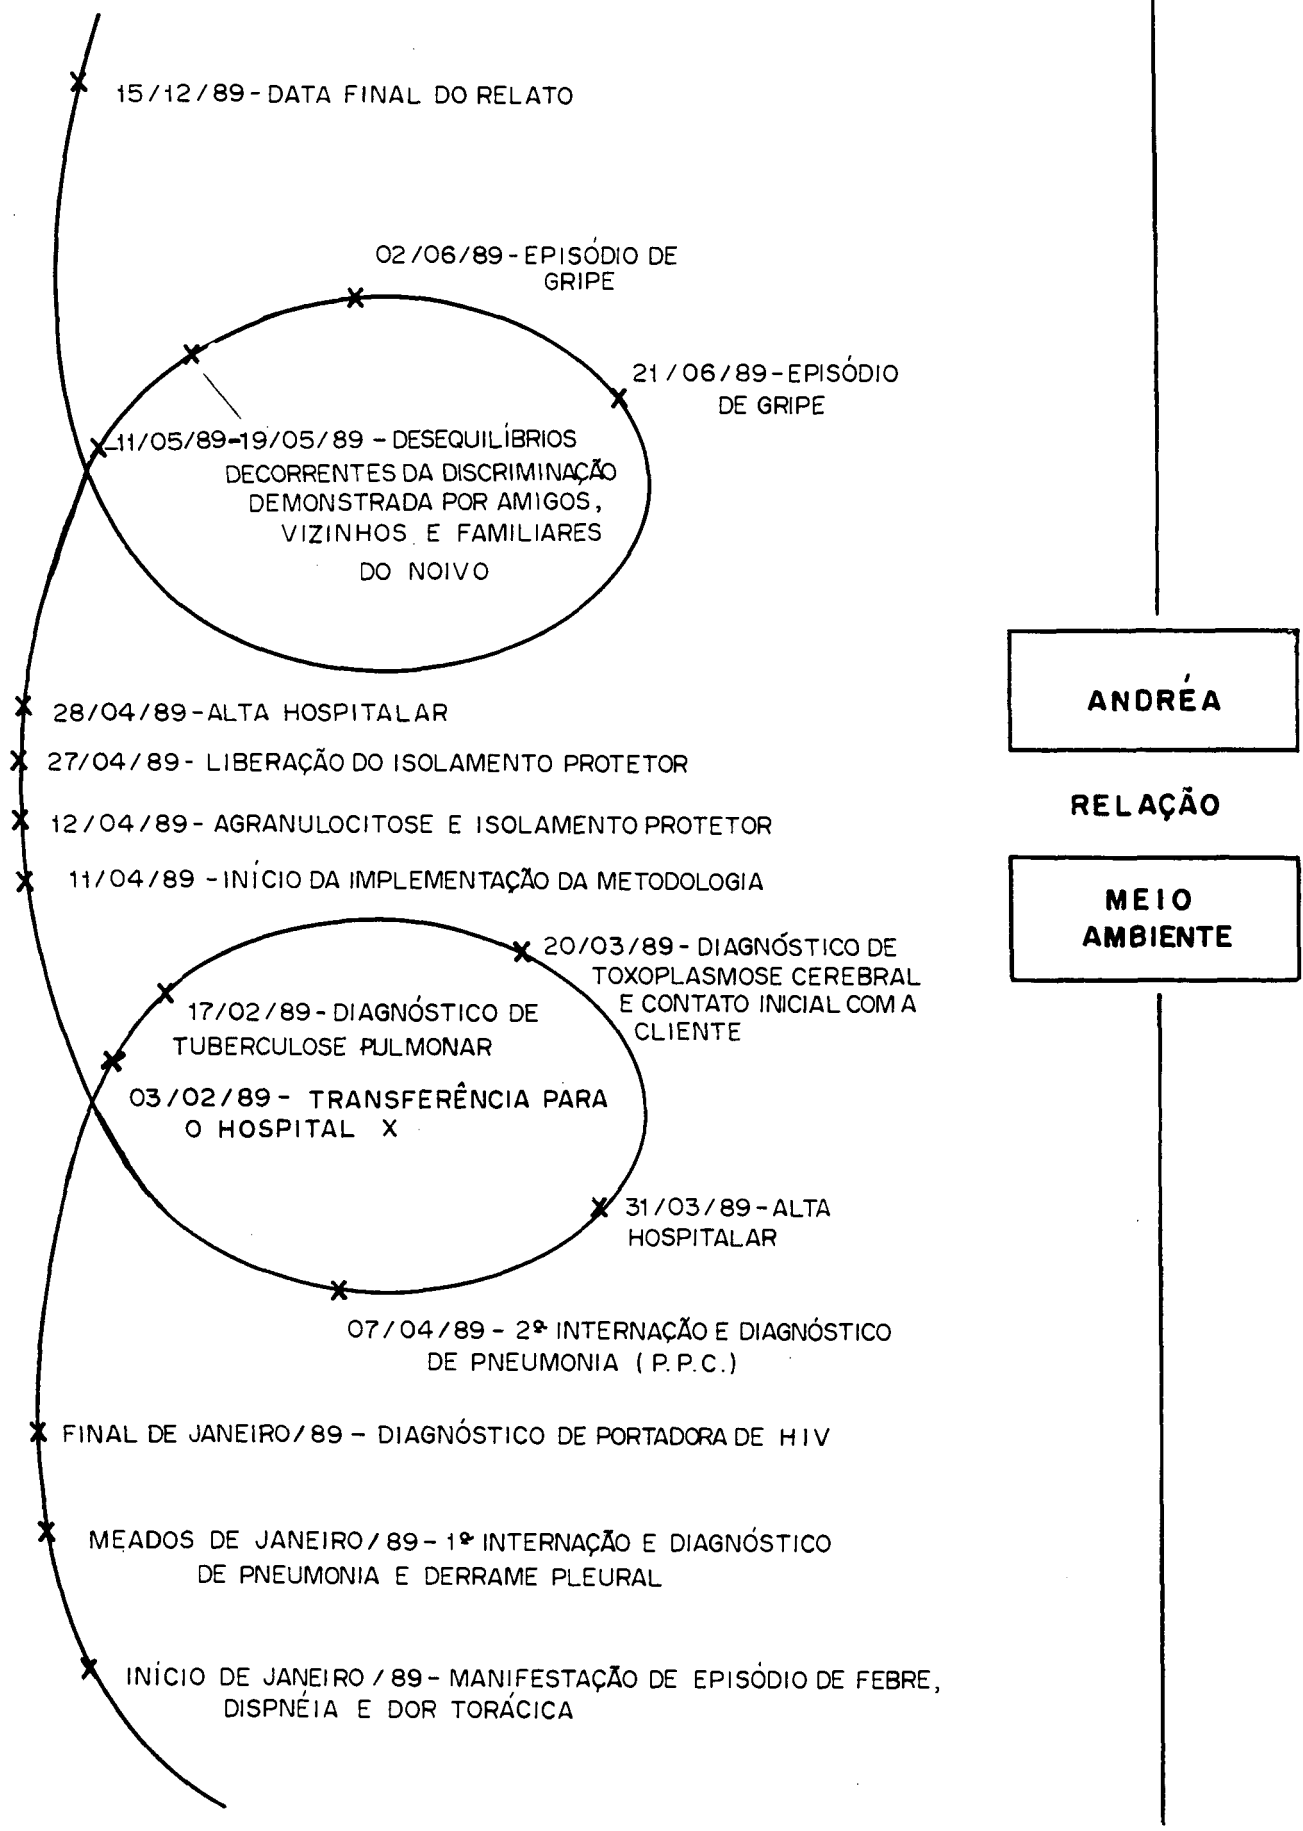 15/12/89 - DATA FINAL DO RELATO
02/06/89 - EPISÓDIO DE
GRIPE
21/06/89 - EPISÓDIO
DE GRIPE
11/05/89-19/05/89 - DESEQUILÍBRIOS
DECORRENTES DA DISCRIMINAÇÃO
DEMONSTRADA POR AMIGOS,
VIZINHOS E FAMILIARES
DO NOIVO
28/04/89 - ALTA HOSPITALAR
27/04/89 - LIBERAÇÃO DO ISOLAMENTO PROTETOR
12/04/89 - AGRANULOCITOSE E ISOLAMENTO PROTETOR
11/04/89 - INÍCIO DA IMPLEMENTAÇÃO DA METODOLOGIA
20/03/89 - DIAGNÓSTICO DE
TOXOPLASMOSE CEREBRAL
E CONTATO INICIAL COM A
CLIENTE
17/02/89 - DIAGNÓSTICO DE
TUBERCULOSE PULMONAR
03/02/89 - TRANSFERÊNCIA PARA
O HOSPITAL X
31/03/89 - ALTA
HOSPITALAR
07/04/89 - 2ª INTERNAÇÃO E DIAGNÓSTICO
DE PNEUMONIA (P.P.C.)
FINAL DE JANEIRO/89 - DIAGNÓSTICO DE PORTADORA DE HIV
MEADOS DE JANEIRO/89 - 1ª INTERNAÇÃO E DIAGNÓSTICO
DE PNEUMONIA E DERRAME PLEURAL
INÍCIO DE JANEIRO/89 - MANIFESTAÇÃO DE EPISÓDIO DE FEBRE,
DISPNÉIA E DOR TORÁCICA
ANDRÉA
RELAÇÃO
MEIO
AMBIENTE